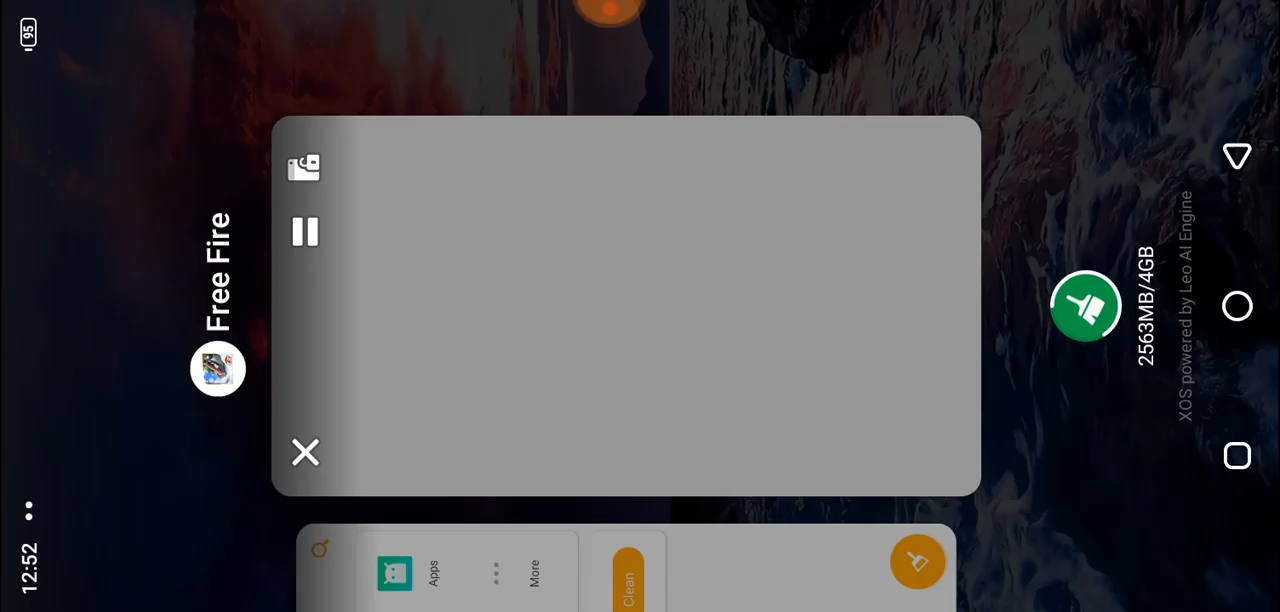 12:52
95
Free Fire
Apps
More
Clean
2563MB/4GB
XOS powered by Leo AI Engine